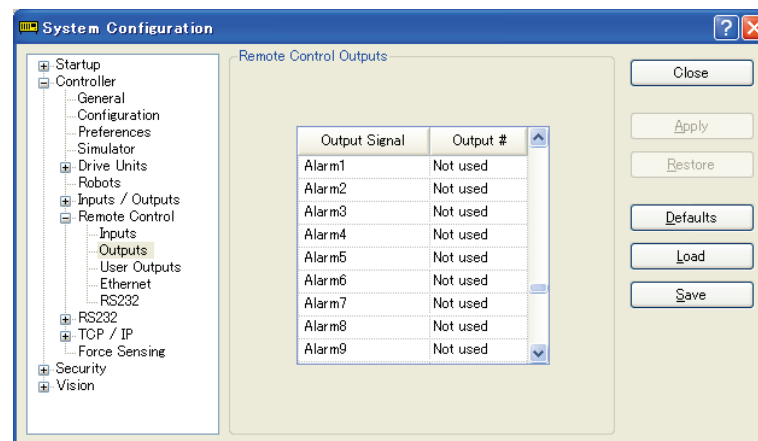 System Configuration
Startup
Controller
General
Configuration
Preferences
Simulator
Drive Units
Robots
Inputs / Outputs
Remote Control
Inputs
Outputs
User Outputs
Ethernet
RS232
RS232
TCP / IP
Force Sensing
Security
Vision
Remote Control Outputs
Output Signal Output #
Alarm1 Not used
Alarm2 Not used
Alarm3 Not used
Alarm4 Not used
Alarm5 Not used
Alarm6 Not used
Alarm7 Not used
Alarm8 Not used
Alarm9 Not used
Close
Apply
Restore
Defaults
Load
Save